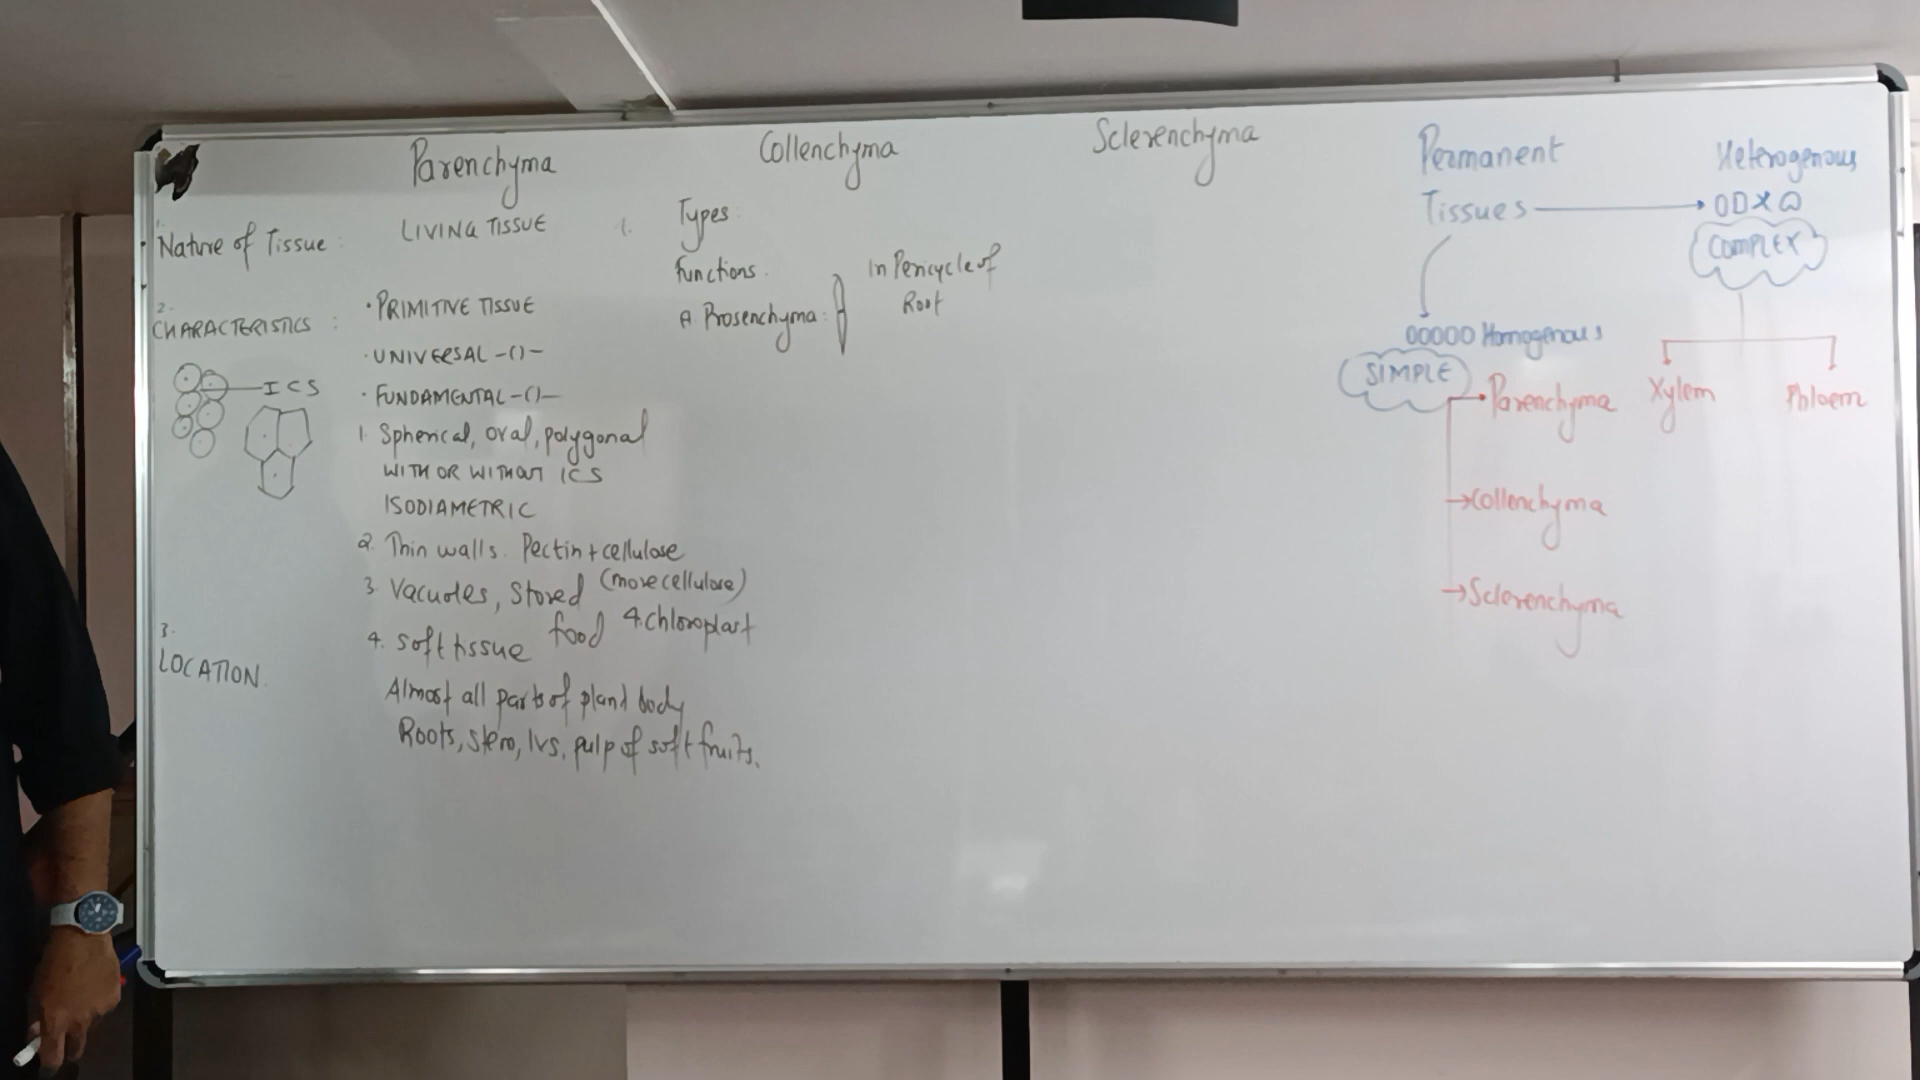 Parenchyma
Collenchyma
Sclerenchyma
1.
Nature of Tissue :
LIVING TISSUE
2.
CHARACTERISTICS :
ICS
· PRIMITIVE TISSUE
· UNIVERSAL -()-
· FUNDAMENTAL -()-
1. Spherical, oval, polygonal
WITH OR WITHOUT ICS
ISODIAMETRIC
2. Thin walls. Pectin + cellulose
(more cellulose)
3. Vacuoles, Stored
food
4. chloroplast
4. soft tissue
3.
LOCATION.
Almost all parts of plant body
Roots, stem, lvs, pulp of soft fruits.
1.
Types :
Functions.
A. Prosenchyma :
In Pericycle of
Root
Permanent
Tissues
Heterogenous
ODXO
COMPLEX
OOOOO Homogenous
SIMPLE
Parenchyma
Collenchyma
Sclerenchyma
Xylem
Phloem